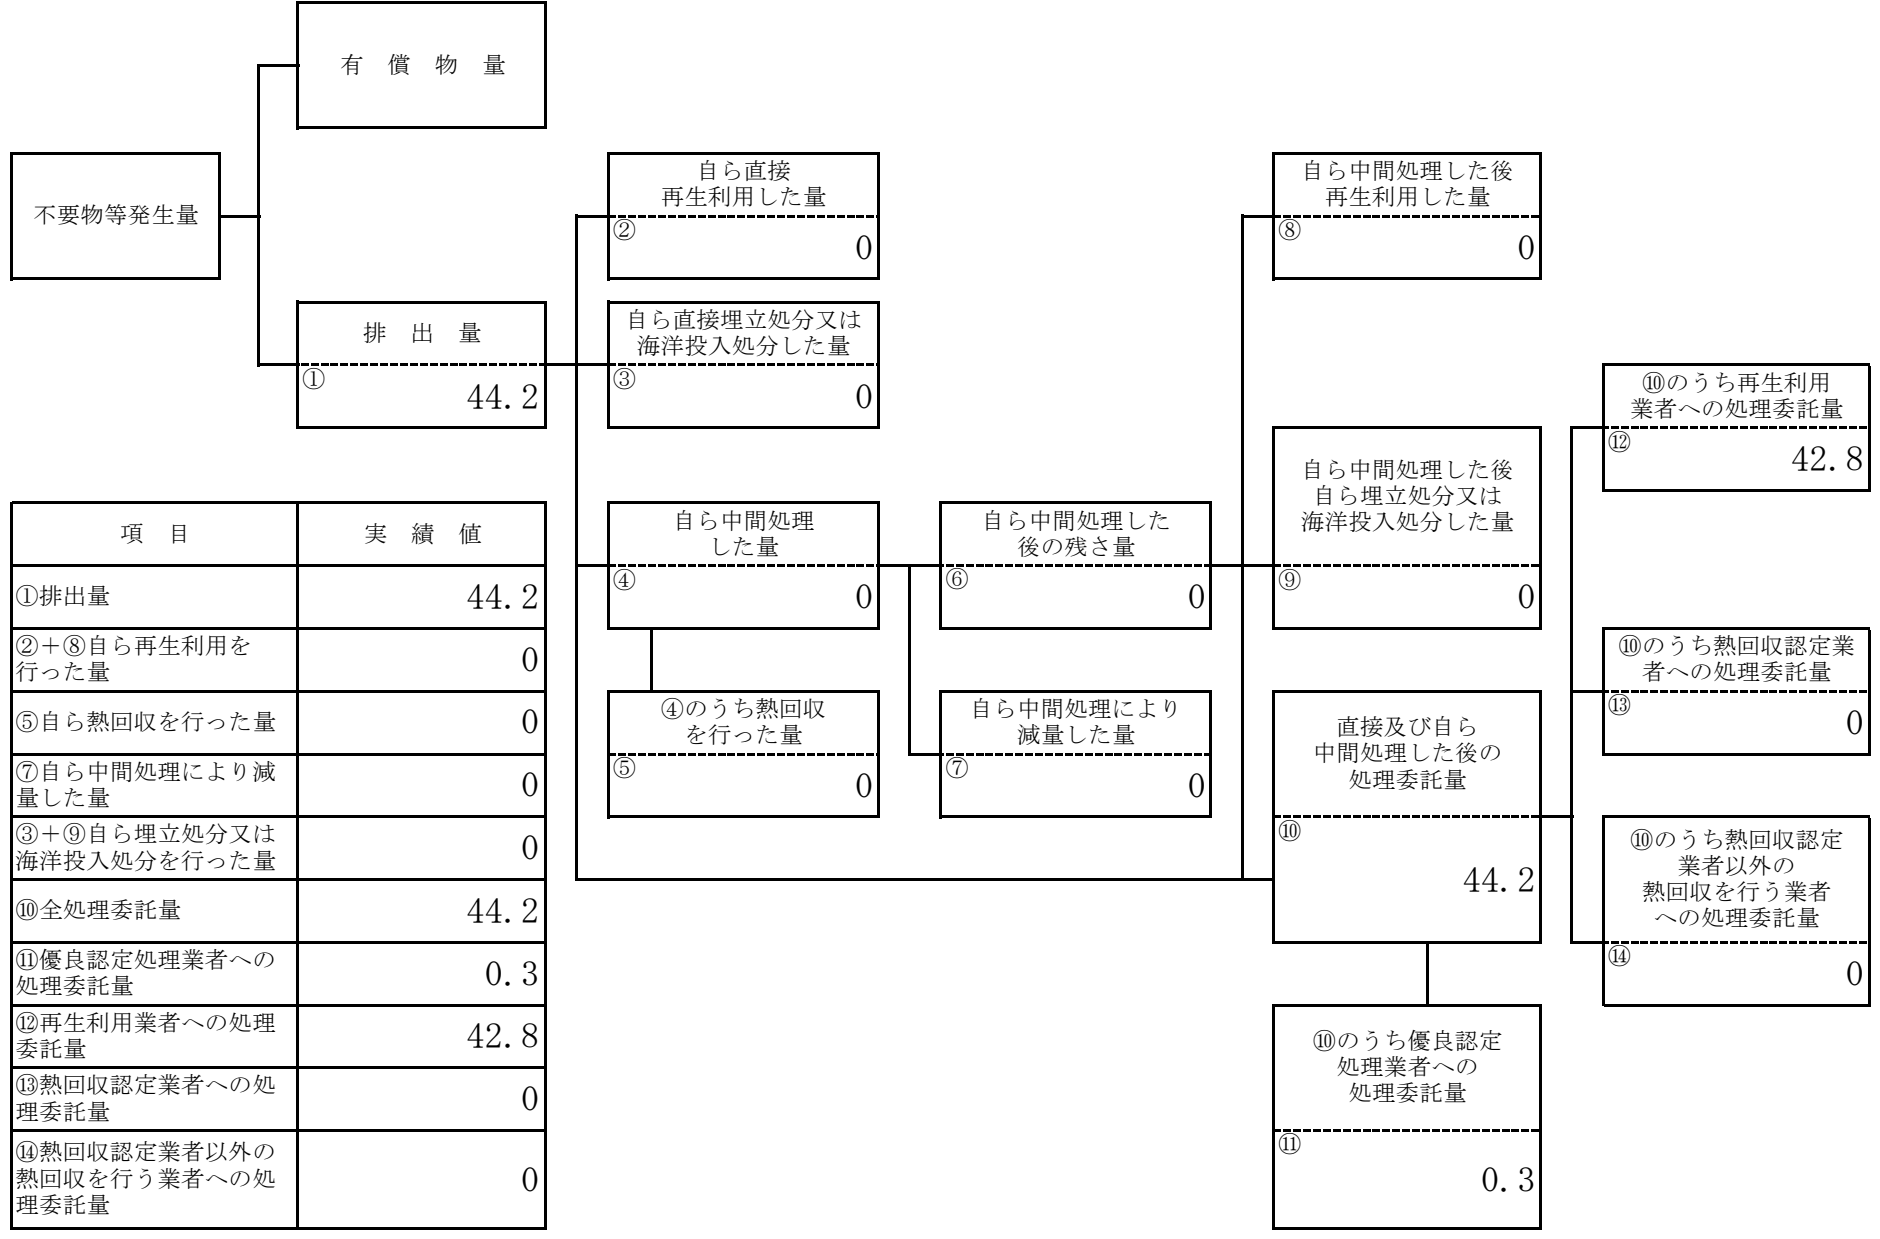 有　償　物　量
不要物等発生量
排　出　量
①
44.2
自ら直接
再生利用した量
②
0
自ら直接埋立処分又は
海洋投入処分した量
③
0
自ら中間処理
した量
④
0
④のうち熱回収
を行った量
⑤
0
自ら中間処理した
後の残さ量
⑥
0
自ら中間処理により
減量した量
⑦
0
自ら中間処理した後
再生利用した量
⑧
0
自ら中間処理した後
自ら埋立処分又は
海洋投入処分した量
⑨
0
直接及び自ら
中間処理した後の
処理委託量
⑩
44.2
⑩のうち優良認定
処理業者への
処理委託量
⑪
0.3
⑩のうち再生利用
業者への処理委託量
⑫
42.8
⑩のうち熱回収認定業
者への処理委託量
⑬
0
⑩のうち熱回収認定
業者以外の
熱回収を行う業者
への処理委託量
⑭
0
項　目　実　績　値
①排出量　44.2
②＋⑧自ら再生利用を
行った量　0
⑤自ら熱回収を行った量　0
⑦自ら中間処理により減
量した量　0
③＋⑨自ら埋立処分又は
海洋投入処分を行った量　0
⑩全処理委託量　44.2
⑪優良認定処理業者への
処理委託量　0.3
⑫再生利用業者への処理
委託量　42.8
⑬熱回収認定業者への処
理委託量　0
⑭熱回収認定業者以外の
熱回収を行う業者への処
理委託量　0